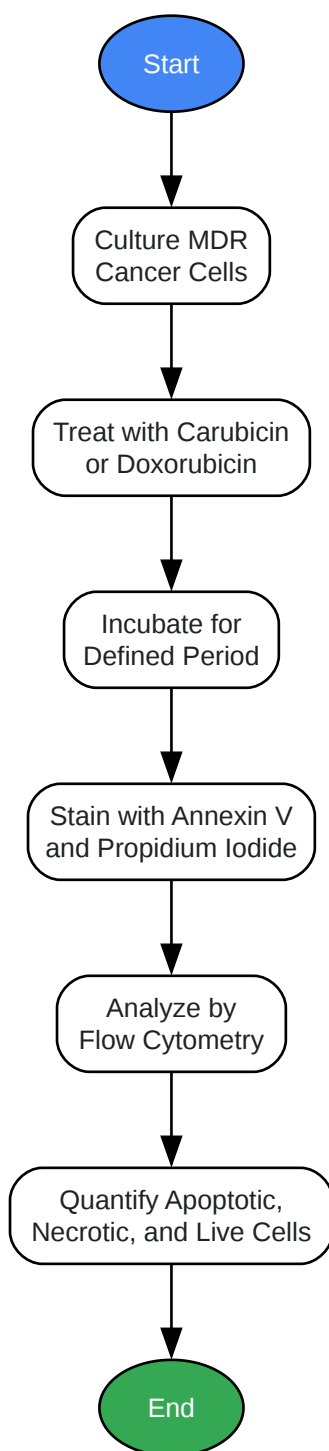 Start
Culture MDR
Cancer Cells
Treat with Carubicin
or Doxorubicin
Incubate for
Defined Period
Stain with Annexin V
and Propidium Iodide
Analyze by
Flow Cytometry
Quantify Apoptotic,
Necrotic, and Live Cells
End